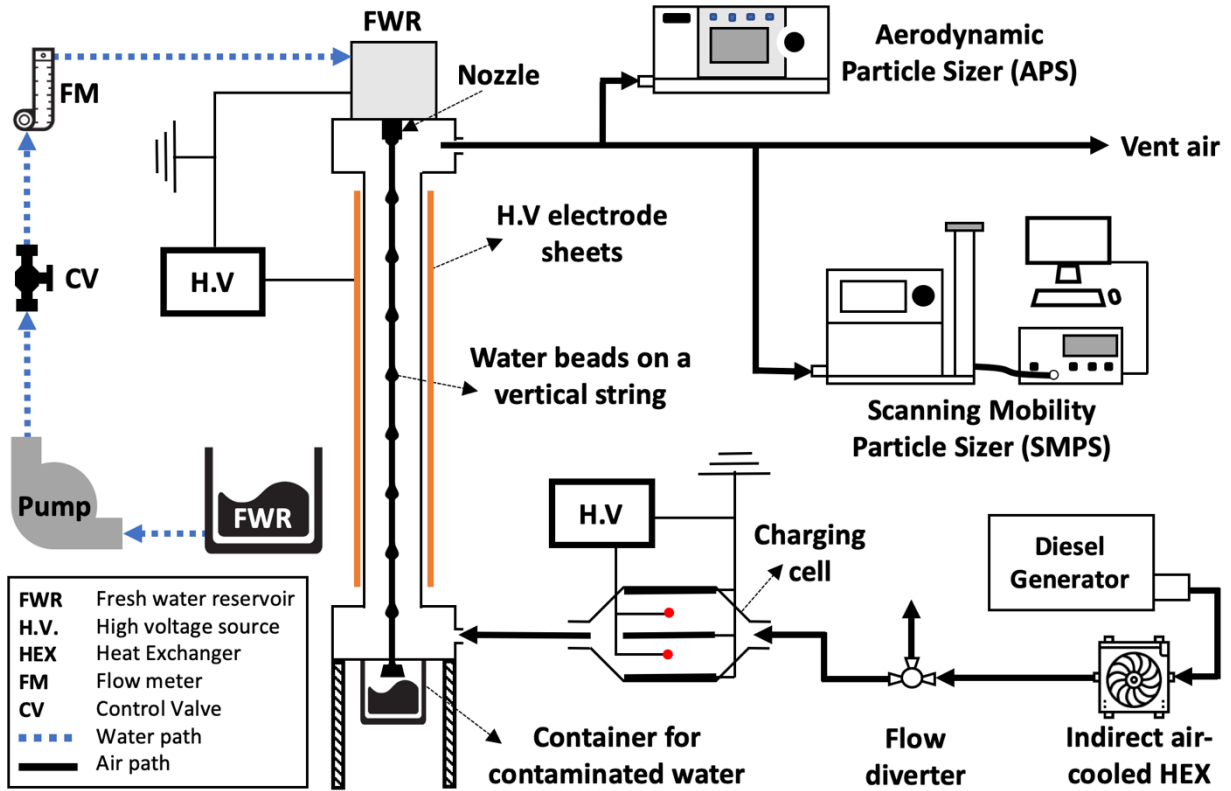 FWR
FM
Nozzle
Aerodynamic
Particle Sizer (APS)
Vent air
H.V electrode
sheets
CV
H.V
Water beads on a
vertical string
Scanning Mobility
Particle Sizer (SMPS)
Pump
FWR
H.V
Charging
cell
Diesel
Generator
FWR Fresh water reservoir
H.V. High voltage source
HEX Heat Exchanger
FM Flow meter
CV Control Valve
Water path
Air path
Container for
contaminated water
Flow
diverter
Indirect air-
cooled HEX